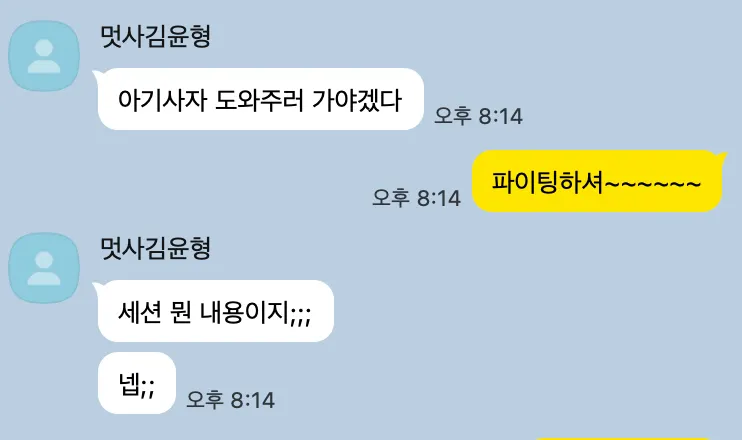 멋사김윤형
아기사자 도와주러 가야겠다
오후 8:14
파이팅하셔~~~~~~
오후 8:14
멋사김윤형
세션 뭔 내용이지;;;
넵;;
오후 8:14